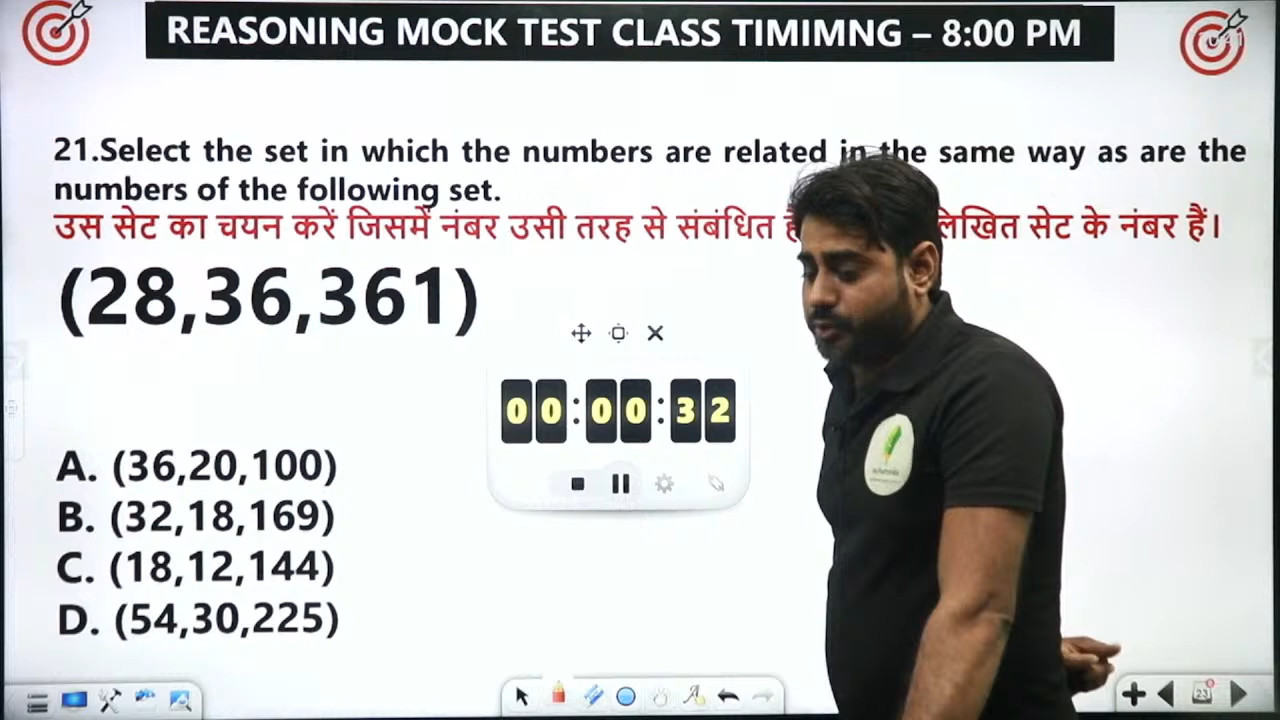 REASONING MOCK TEST CLASS TIMIMNG – 8:00 PM
21.Select the set in which the numbers are related in the same way as are the
numbers of the following set.
उस सेट का चयन करें जिसमें नंबर उसी तरह से संबंधित लिखित सेट के नंबर हैं।
(28,36,361)
00:00:32
A. (36,20,100)
B. (32,18,169)
C. (18,12,144)
D. (54,30,225)
23